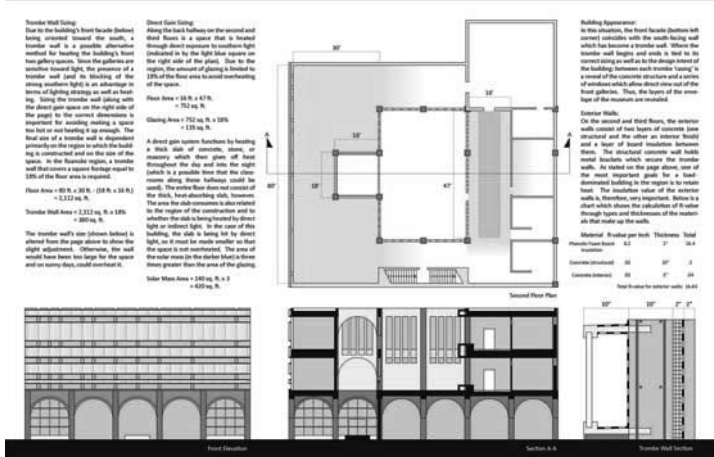 Trombe Wall Sizing:
Due to the building's front facade (below)
being oriented toward the south, a
trombe wall is a possible alternative
method for heating the building's front
two gallery spaces. Since the galleries are
sensitive toward light, the presence of a
trombe wall (and its blocking of the
strong southern light) is an advantage in
terms of lighting strategy as well as heat-
ing. Sizing the trombe wall (along with
the direct gain space on the right side of
the page) to the correct dimensions is
important for avoiding making a space
too hot or not heating it up enough. The
final size of a trombe wall is dependent
primarily on the region in which the build-
ing is constructed and on the size of the
space. In the Roanoke region, a trombe
wall that covers a square footage equal to
18% of the floor area is required.
Floor Area = 80 ft. x 30 ft. - (18 ft x 16 ft)
= 2,112 sq. ft.
Trombe Wall Area = 2,112 sq. ft. x 18%
= 380 sq. ft.
The trombe wall's size (shown below) is
altered from the page above to show the
slight adjustment. Otherwise, the wall
would have been too large for the space
and on sunny days, could overheat it.
Direct Gain Sizing:
Along the back hallway on the second and
third floors is a space that is heated
through direct exposure to southern light
(indicated in by the light blue square on
the right side of the plan). Due to the
region, the amount of glazing is limited to
18% of the floor area to avoid overheating
of the space.
Floor Area = 16 ft. x 47 ft.
= 752 sq. ft.
Glazing Area = 752 sq. ft. x 18%
= 135 sq. ft.
A direct gain system functions by heating
a thick slab of concrete, stone, or
masonry which then gives off heat
throughout the day and into the night
(which is a possible time that the class-
rooms along these hallways could be
used). The entire floor does not consist of
the thick, heat-absorbing slab, however.
The area the slab consumes is also related
to the region of the construction and to
whether the slab is being heated by direct
light or indirect light. In the case of this
building, the slab is being hit by direct
light, so it must be made smaller so that
the space is not overheated. The area of
the solar mass (in the darker blue) is three
times greater than the area of the glazing.
Solar Mass Area = 140 sq. ft. x 3
= 420 sq. ft.
30'
16'
16'
18'
A
A
80'
47'
Second Floor Plan
Building Appearance:
In this situation, the front facade (bottom left
corner) coincides with the south-facing wall
which has become a trombe wall. Where the
trombe wall begins and ends is tied to its
correct sizing as well as to the design intent of
the building: between each trombe "casing" is
a reveal of the concrete structure and a series
of windows which allow direct view out of the
front galleries. Thus, the layers of the enve-
lope of the museum are revealed.
Exterior Walls:
On the second and third floors, the exterior
walls consist of two layers of concrete (one
structural and the other an interior finish)
and a layer of board insulation between
them. The structural concrete wall holds
metal brackets which secure the trombe
walls. As stated on the page above, one of
the most important goals for a load-
dominated building in the region is to retain
heat. The insulation value of the exterior
walls is, therefore, very important. Below is a
chart which shows the calculation of R-value
through types and thicknesses of the materi-
als that make up the walls.
Material R-value per inch Thickness Total
Phenolic Foam Board 8.2 2" 16.4
Insulation
Concrete (structural) 10"
Concrete (interior) 2"
Total R-value for exterior walls:
10" 10" 2" 2"
Front Elevation
Section A-A
Trombe Wall Section